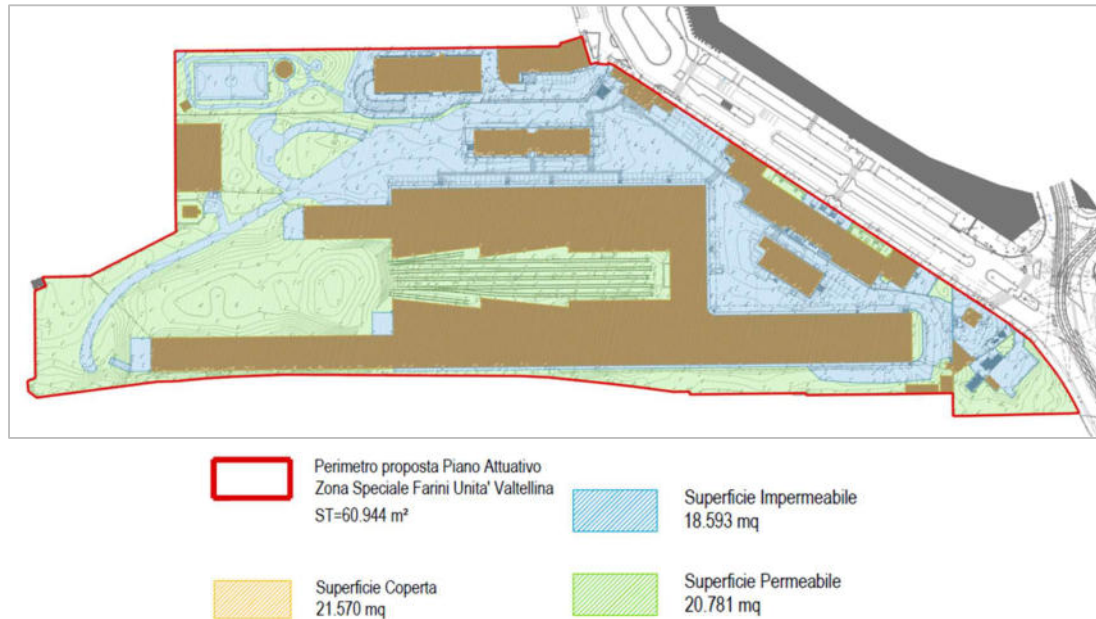 Perimetro proposta Piano Attuativo
Zona Speciale Farini Unita' Valtellina
ST=60.944 m²
Superficie Impermeabile
18.593 mq
Superficie Coperta
21.570 mq
Superficie Permeabile
20.781 mq